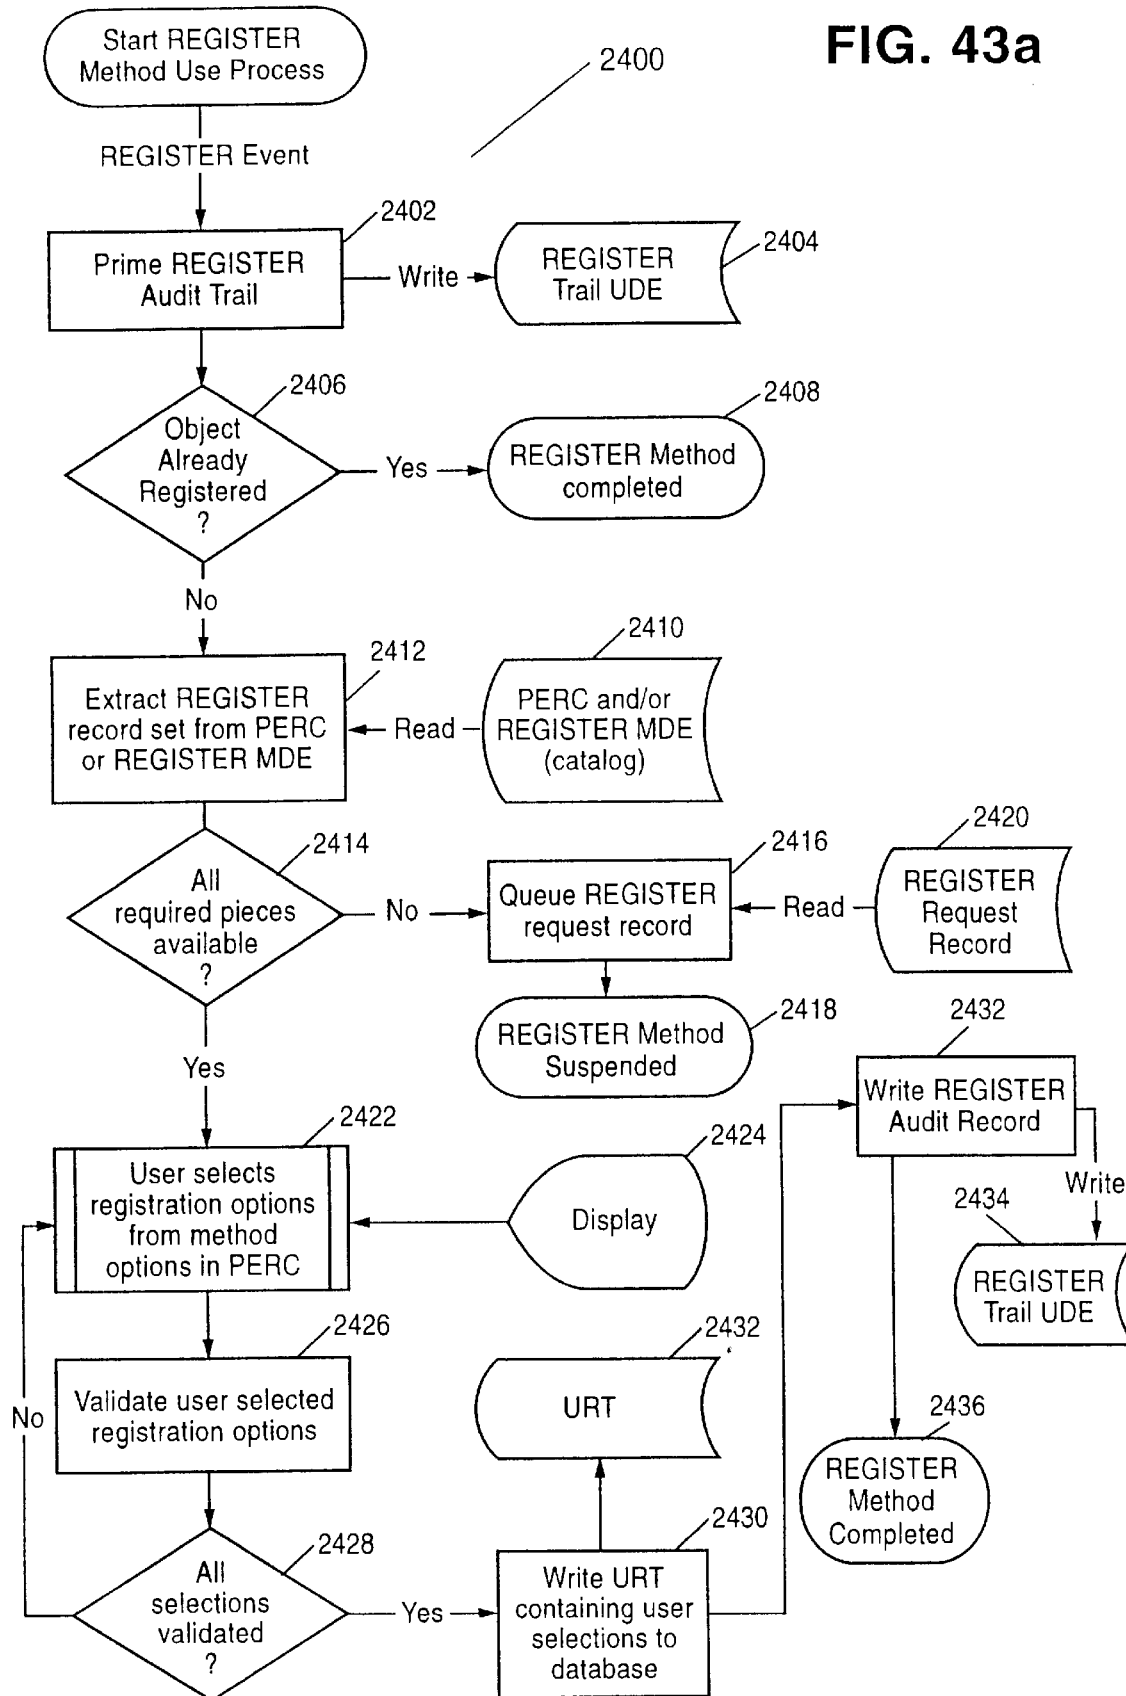 FIG. 43a
Start REGISTER
Method Use Process
2400
REGISTER Event
2402
Prime REGISTER
Audit Trail
Write
REGISTER
Trail UDE
2404
2406
Object
Already
Registered
?
Yes
REGISTER Method
completed
2408
No
2412
Extract REGISTER
record set from PERC
or REGISTER MDE
Read
2410
PERC and/or
REGISTER MDE
(catalog)
2414
All
required pieces
available
?
No
2416
Queue REGISTER
request record
Read
2420
REGISTER
Request
Record
REGISTER Method
Suspended
2418
Yes
2422
User selects
registration options
from method
options in PERC
2424
Display
2432
Write REGISTER
Audit Record
Write
2434
REGISTER
Trail UDE
2426
Validate user selected
registration options
No
2432
URT
2436
REGISTER
Method
Completed
2428
All
selections
validated
?
Yes
2430
Write URT
containing user
selections to
database